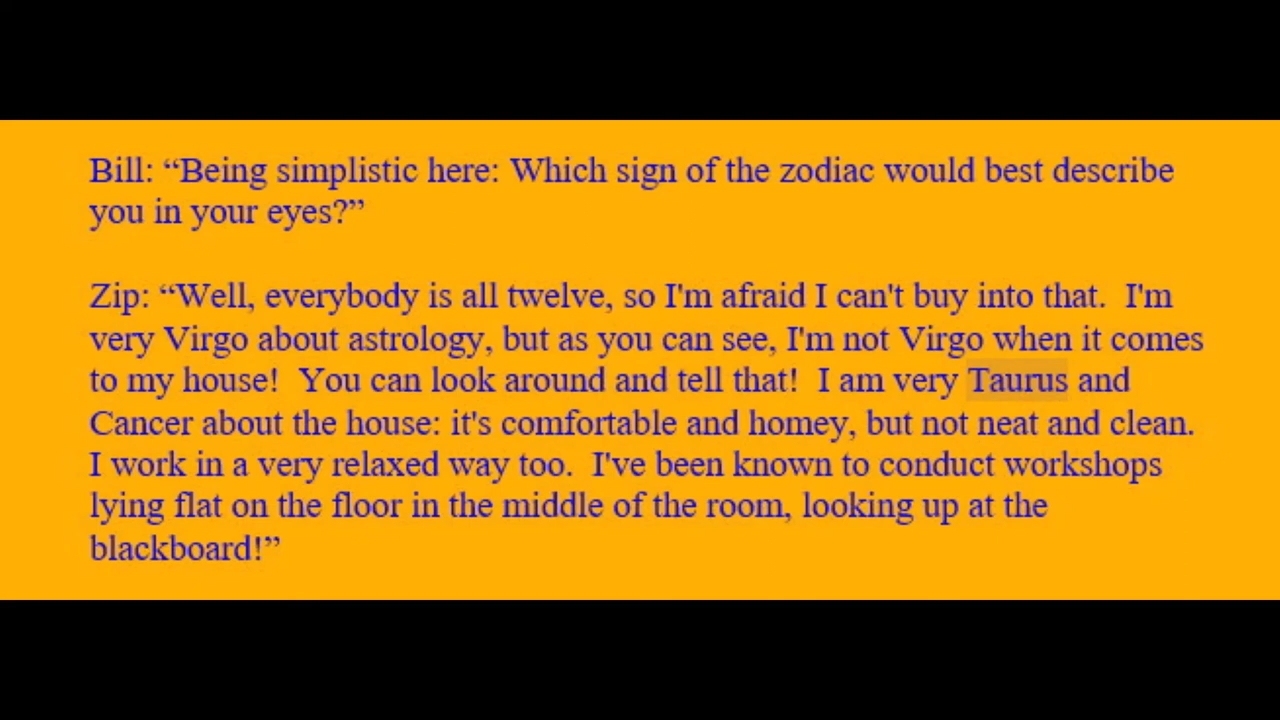 Bill: “Being simplistic here: Which sign of the zodiac would best describe
you in your eyes?”
Zip: “Well, everybody is all twelve, so I'm afraid I can't buy into that.  I'm
very Virgo about astrology, but as you can see, I'm not Virgo when it comes
to my house!  You can look around and tell that!  I am very Taurus and
Cancer about the house: it's comfortable and homey, but not neat and clean.
I work in a very relaxed way too.  I've been known to conduct workshops
lying flat on the floor in the middle of the room, looking up at the
blackboard!”